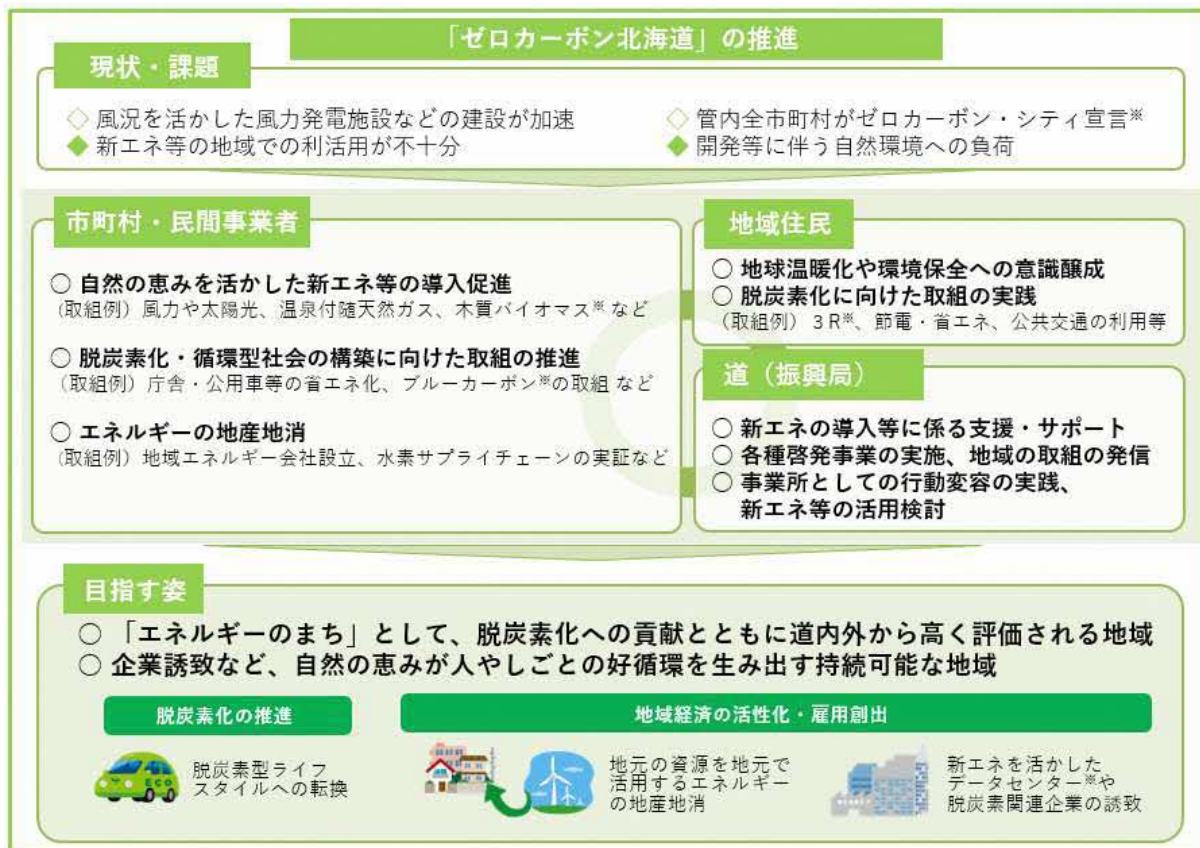 「ゼロカーボン北海道」の推進
現状・課題
◇ 風況を活かした風力発電施設などの建設が加速
◆ 新エネ等の地域での利活用が不十分
◇ 管内全市町村がゼロカーボン・シティ宣言※
◆ 開発等に伴う自然環境への負荷
市町村・民間事業者
○ 自然の恵みを活かした新エネ等の導入促進
(取組例) 風力や太陽光、温泉付随天然ガス、木質バイオマス※ など
○ 脱炭素化・循環型社会の構築に向けた取組の推進
(取組例) 庁舎・公用車等の省エネ化、ブルーカーボン※の取組 など
○ エネルギーの地産地消
(取組例) 地域エネルギー会社設立、水素サプライチェーンの実証など
地域住民
○ 地球温暖化や環境保全への意識醸成
○ 脱炭素化に向けた取組の実践
(取組例) 3R※、節電・省エネ、公共交通の利用等
道（振興局）
○ 新エネの導入等に係る支援・サポート
○ 各種啓発事業の実施、地域の取組の発信
○ 事業所としての行動変容の実践、
新エネ等の活用検討
目指す姿
○ 「エネルギーのまち」として、脱炭素化への貢献とともに道内外から高く評価される地域
○ 企業誘致など、自然の恵みが人やしごとの好循環を生み出す持続可能な地域
脱炭素化の推進
ECO
脱炭素型ライフ
スタイルへの転換
地域経済の活性化・雇用創出
地元の資源を地元で
活用するエネルギー
の地産地消
新エネを活かした
データセンター※や
脱炭素関連企業の誘致